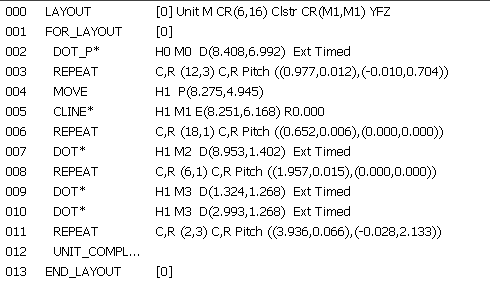 000 LAYOUT [0] Unit M CR(6,16) Clstr CR(M1,M1) YFZ
001 FOR_LAYOUT [0]
002 DOT_P* H0 M0 D(8.408,6.992) Ext Timed
003 REPEAT C,R (12,3) C,R Pitch ((0.977,0.012),(-0.010,0.704))
004 MOVE H1 P(8.275,4.945)
005 CLINE* H1 M1 E(8.251,6.168) R0.000
006 REPEAT C,R (18,1) C,R Pitch ((0.652,0.006),(0.000,0.000))
007 DOT* H1 M2 D(8.953,1.402) Ext Timed
008 REPEAT C,R (6,1) C,R Pitch ((1.957,0.015),(0.000,0.000))
009 DOT* H1 M3 D(1.324,1.268) Ext Timed
010 DOT* H1 M3 D(2.993,1.268) Ext Timed
011 REPEAT C,R (2,3) C,R Pitch ((3.936,0.066),(-0.028,2.133))
012 UNIT_COMPL...
013 END_LAYOUT [0]